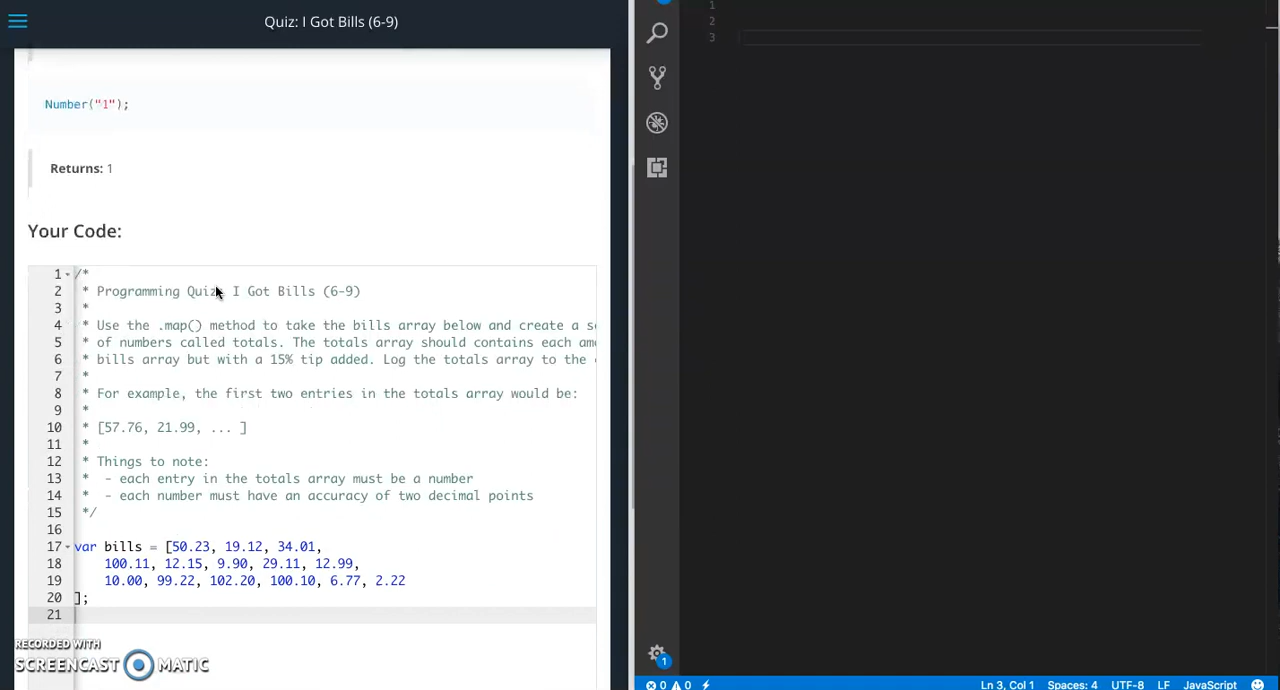 Quiz: I Got Bills (6-9)
Number("1");
Returns: 1
Your Code:
1 /*
2 * Programming Quiz: I Got Bills (6-9)
3 *
4 * Use the .map() method to take the bills array below and create a s
5 * of numbers called totals. The totals array should contains each am
6 * bills array but with a 15% tip added. Log the totals array to the
7 *
8 * For example, the first two entries in the totals array would be:
9 *
10 * [57.76, 21.99, ... ]
11 *
12 * Things to note:
13 * - each entry in the totals array must be a number
14 * - each number must have an accuracy of two decimal points
15 */
16
17 var bills = [50.23, 19.12, 34.01,
18 100.11, 12.15, 9.90, 29.11, 12.99,
19 10.00, 99.22, 102.20, 100.10, 6.77, 2.22
20 ];
21
RECORDED WITH
SCREENCAST MATIC
1
2
3
1
0 0 Ln 3, Col 1 Spaces: 4 UTF-8 LF JavaScript